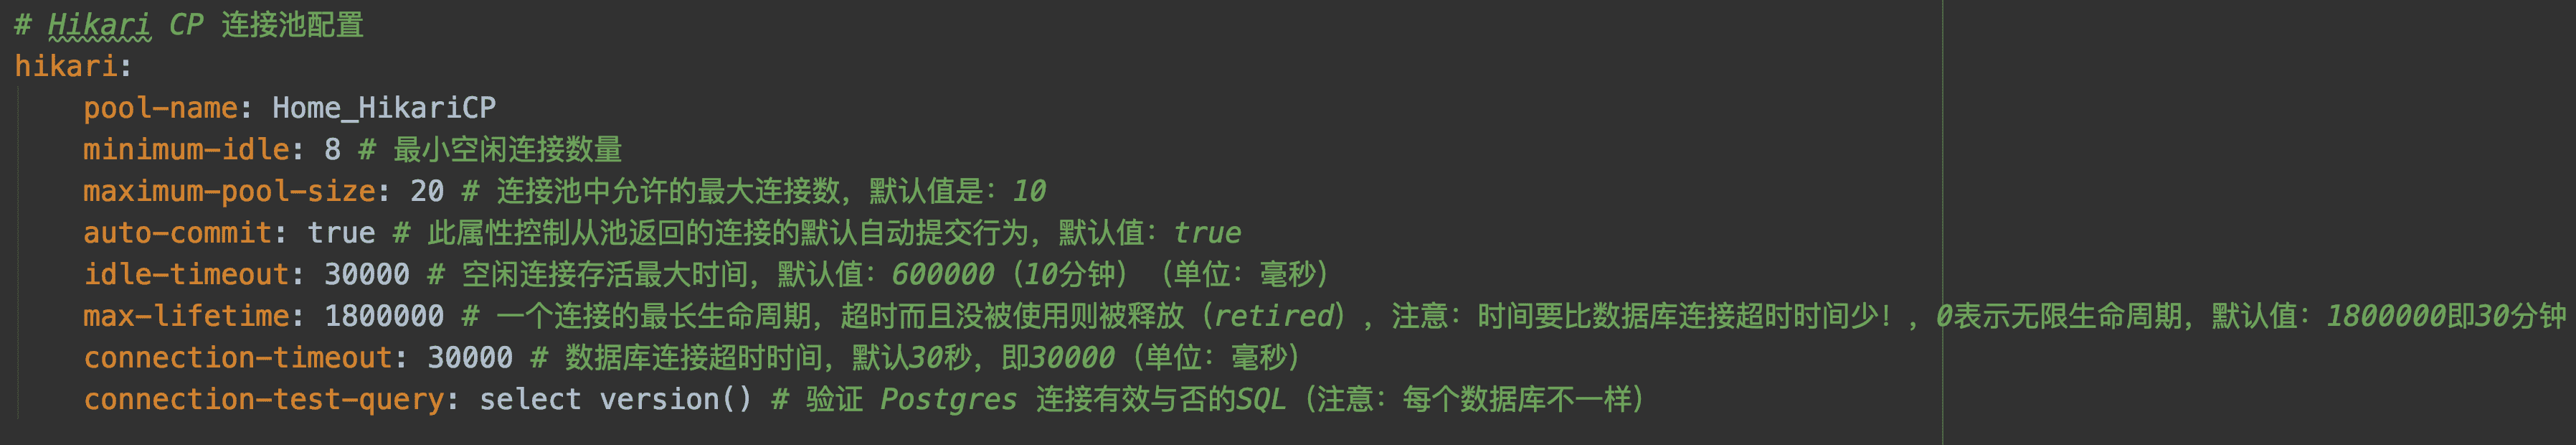 # Hikari CP 连接池配置
hikari:
pool-name: Home_HikariCP
minimum-idle: 8 # 最小空闲连接数量
maximum-pool-size: 20 # 连接池中允许的最大连接数，默认值是：10
auto-commit: true # 此属性控制从池返回的连接的默认自动提交行为，默认值：true
idle-timeout: 30000 # 空闲连接存活最大时间，默认值：600000（10分钟）（单位：毫秒）
max-lifetime: 1800000 # 一个连接的最长生命周期，超时而且没被使用则被释放（retired），注意：时间要比数据库连接超时时间少！，0表示无限生命周期，默认值：1800000即30分钟
connection-timeout: 30000 # 数据库连接超时时间，默认30秒，即30000（单位：毫秒）
connection-test-query: select version() # 验证 Postgres 连接有效与否的SQL（注意：每个数据库不一样）